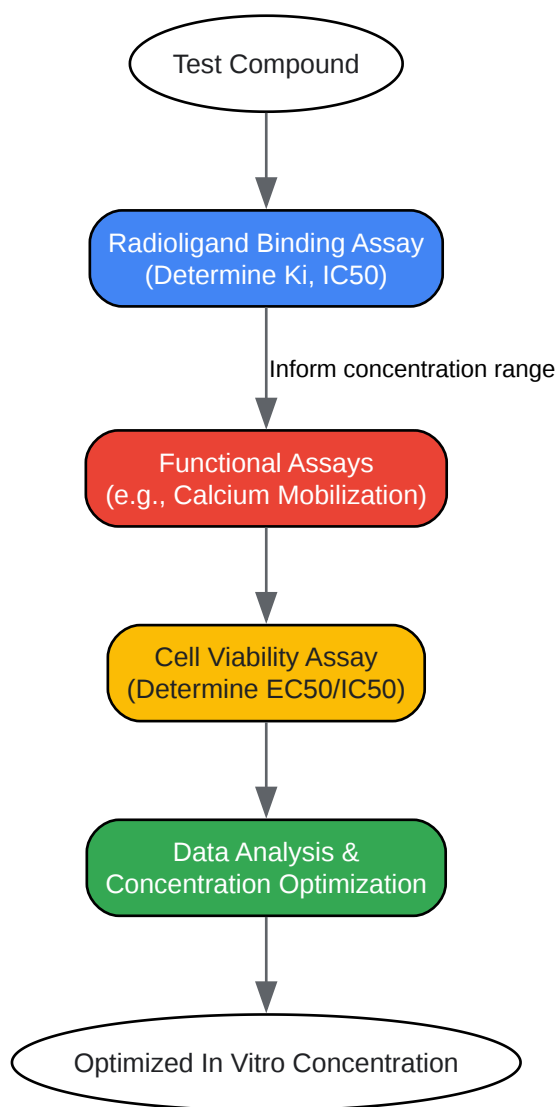 Test Compound
Radioligand Binding Assay
(Determine Ki, IC50)
Inform concentration range
Functional Assays
(e.g., Calcium Mobilization)
Cell Viability Assay
(Determine EC50/IC50)
Data Analysis &
Concentration Optimization
Optimized In Vitro Concentration